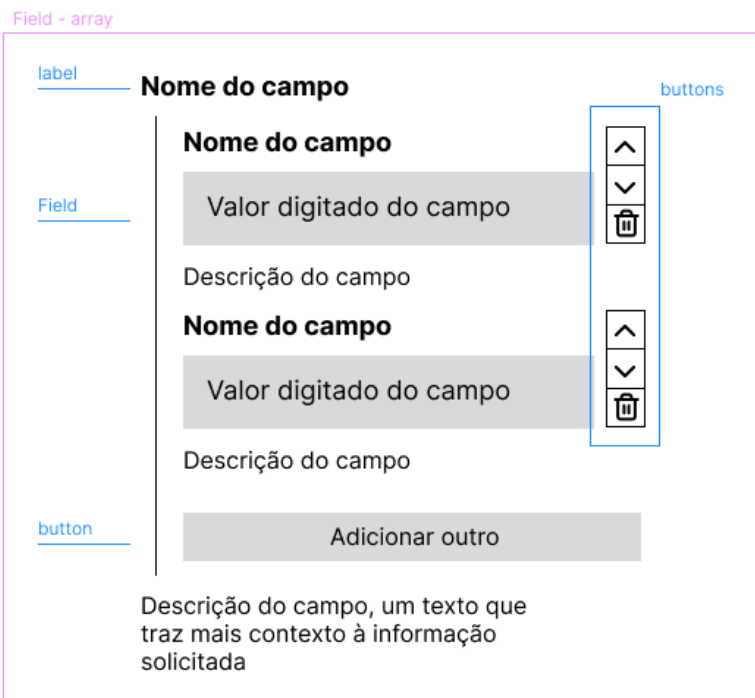 Field - array
label
Nome do campo
buttons
Nome do campo
Field
Valor digitado do campo
Descrição do campo
Nome do campo
Valor digitado do campo
Descrição do campo
button
Adicionar outro
Descrição do campo, um texto que
traz mais contexto à informação
solicitada